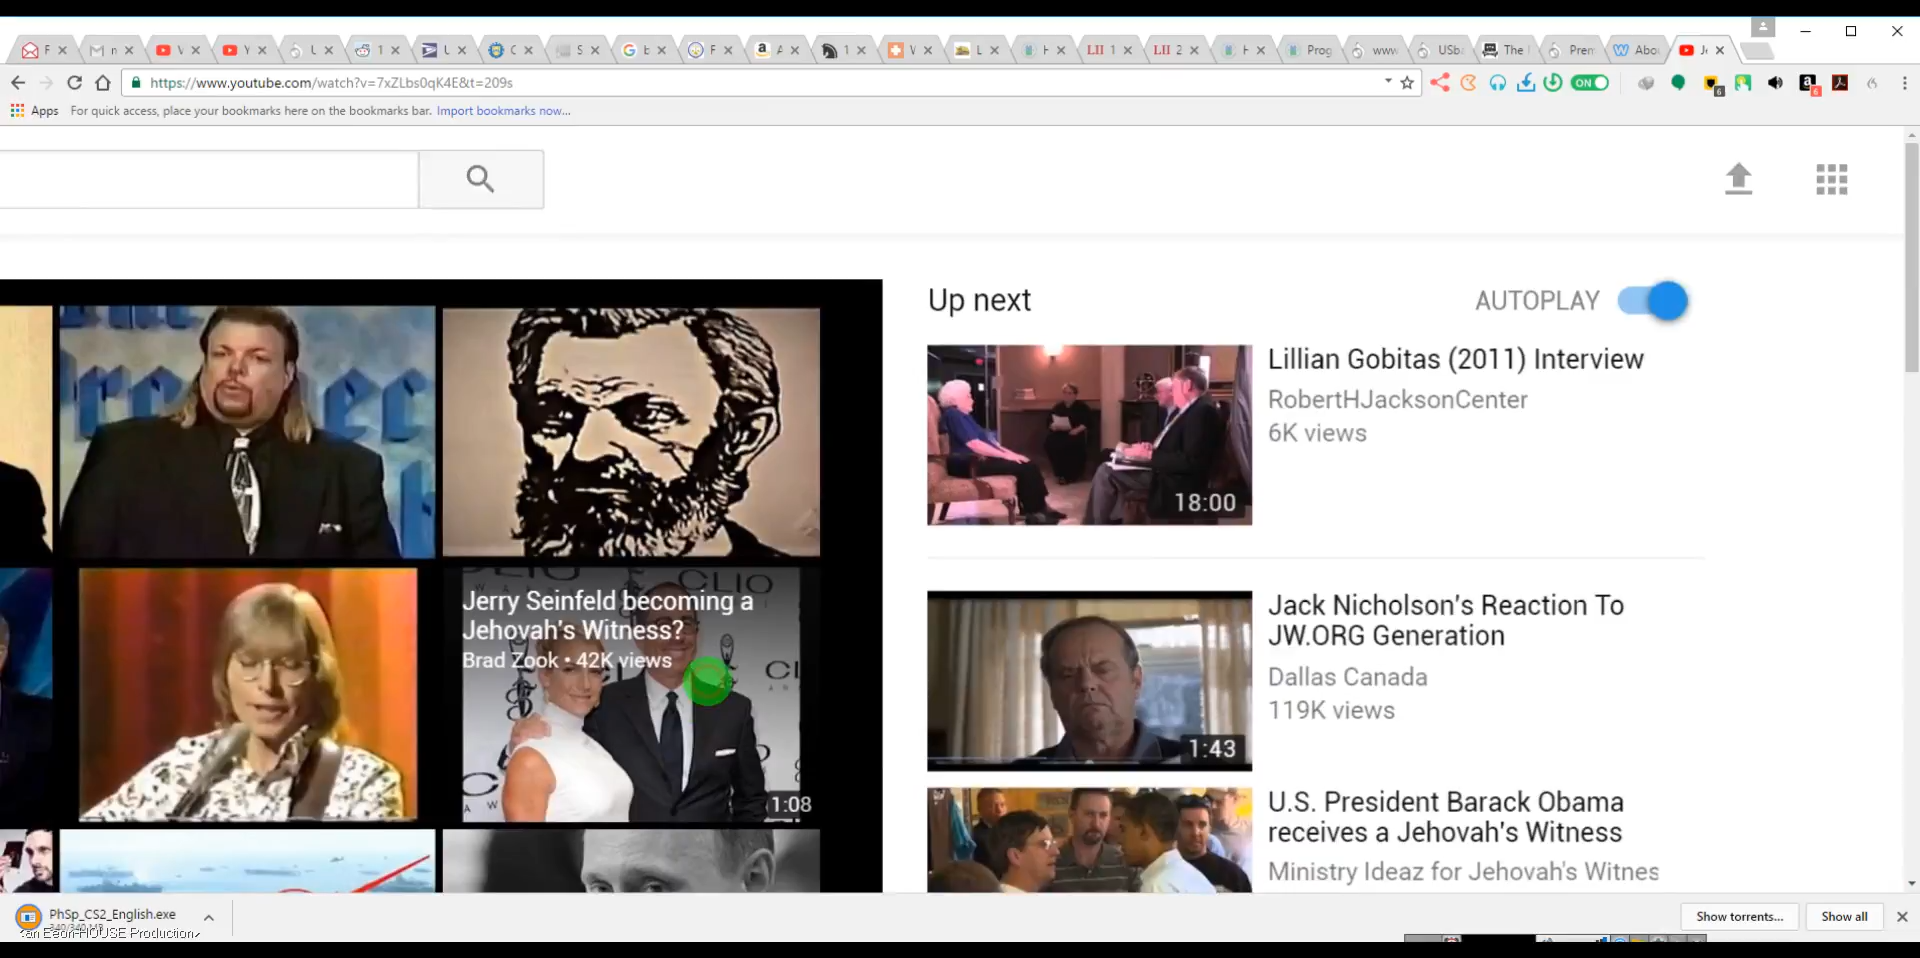 https://www.youtube.com/watch?v=7xZLbs0qK4E&t=209s
ON
Apps For quick access, place your bookmarks here on the bookmarks bar. Import bookmarks now...
Up next
AUTOPLAY
Lillian Gobitas (2011) Interview
RobertHJacksonCenter
6K views
18:00
Jerry Seinfeld becoming a
Jehovah's Witness?
Brad Zook • 42K views
1:08
Jack Nicholson's Reaction To
JW.ORG Generation
Dallas Canada
119K views
1:43
U.S. President Barack Obama
receives a Jehovah's Witness
Ministry Ideaz for Jehovah's Witnes
PhSp_CS2_English.exe
Show torrents...
Show all